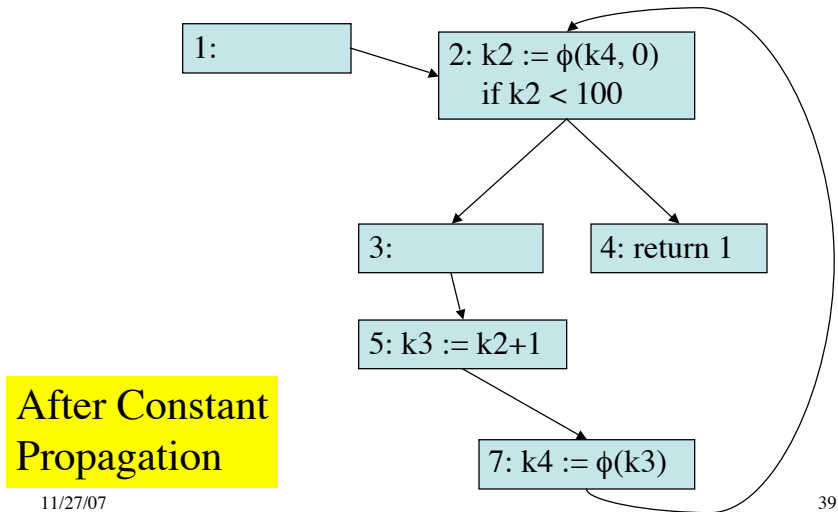 1:
2: k2 := ϕ(k4, 0)
if k2 < 100
3:
4: return 1
5: k3 := k2+1
7: k4 := ϕ(k3)
After Constant
Propagation
11/27/07
39